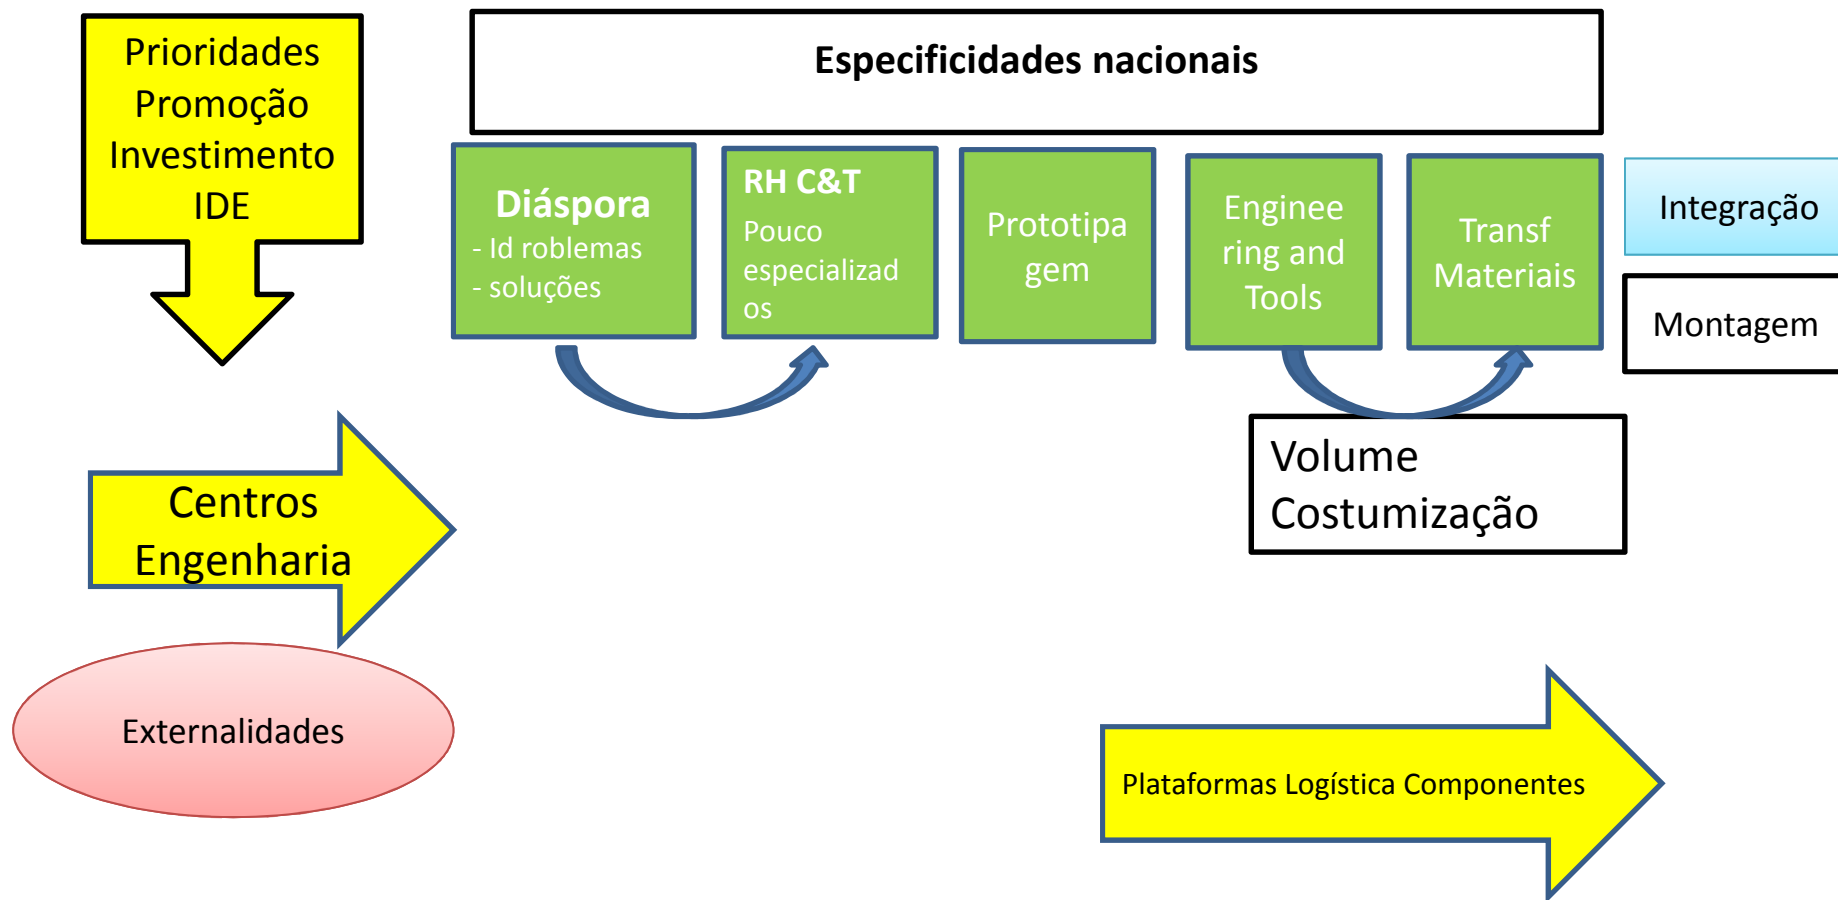 Prioridades
Promoção
Investimento
IDE
Especificidades nacionais
Diáspora
- Id roblemas
- soluções
RH C&T
Pouco
especializad
os
Prototipa
gem
Enginee
ring and
Tools
Transf
Materiais
Integração
Montagem
Centros
Engenharia
Volume
Costumização
Externalidades
Plataformas Logística Componentes